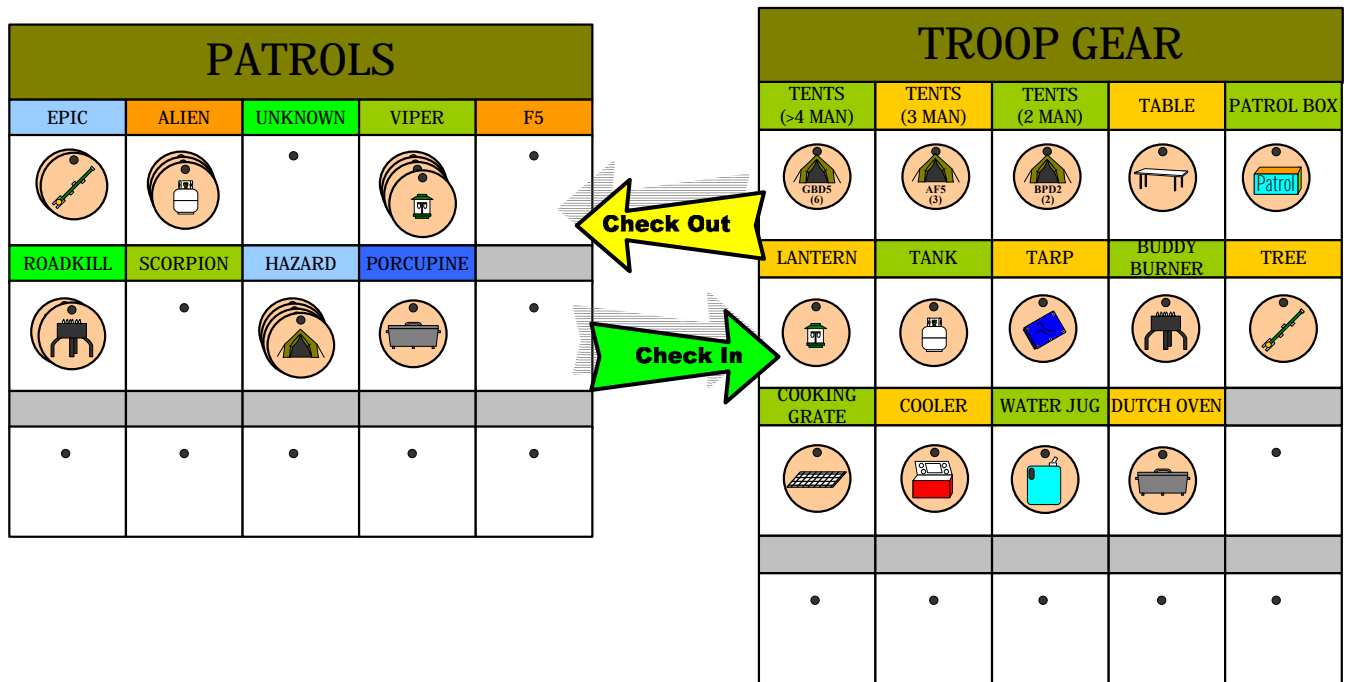 PATROLS
EPIC
ALIEN
UNKNOWN
VIPER
F5
ROADKILL
SCORPION
HAZARD
PORCUPINE
Check Out
Check In
TROOP GEAR
TENTS
(>4 MAN)
TENTS
(3 MAN)
TENTS
(2 MAN)
TABLE
PATROL BOX
GBD5
(6)
AF5
(3)
BPD2
(2)
Patrol
LANTERN
TANK
TARP
BUDDY
BURNER
TREE
COOKING
GRATE
COOLER
WATER JUG
DUTCH OVEN